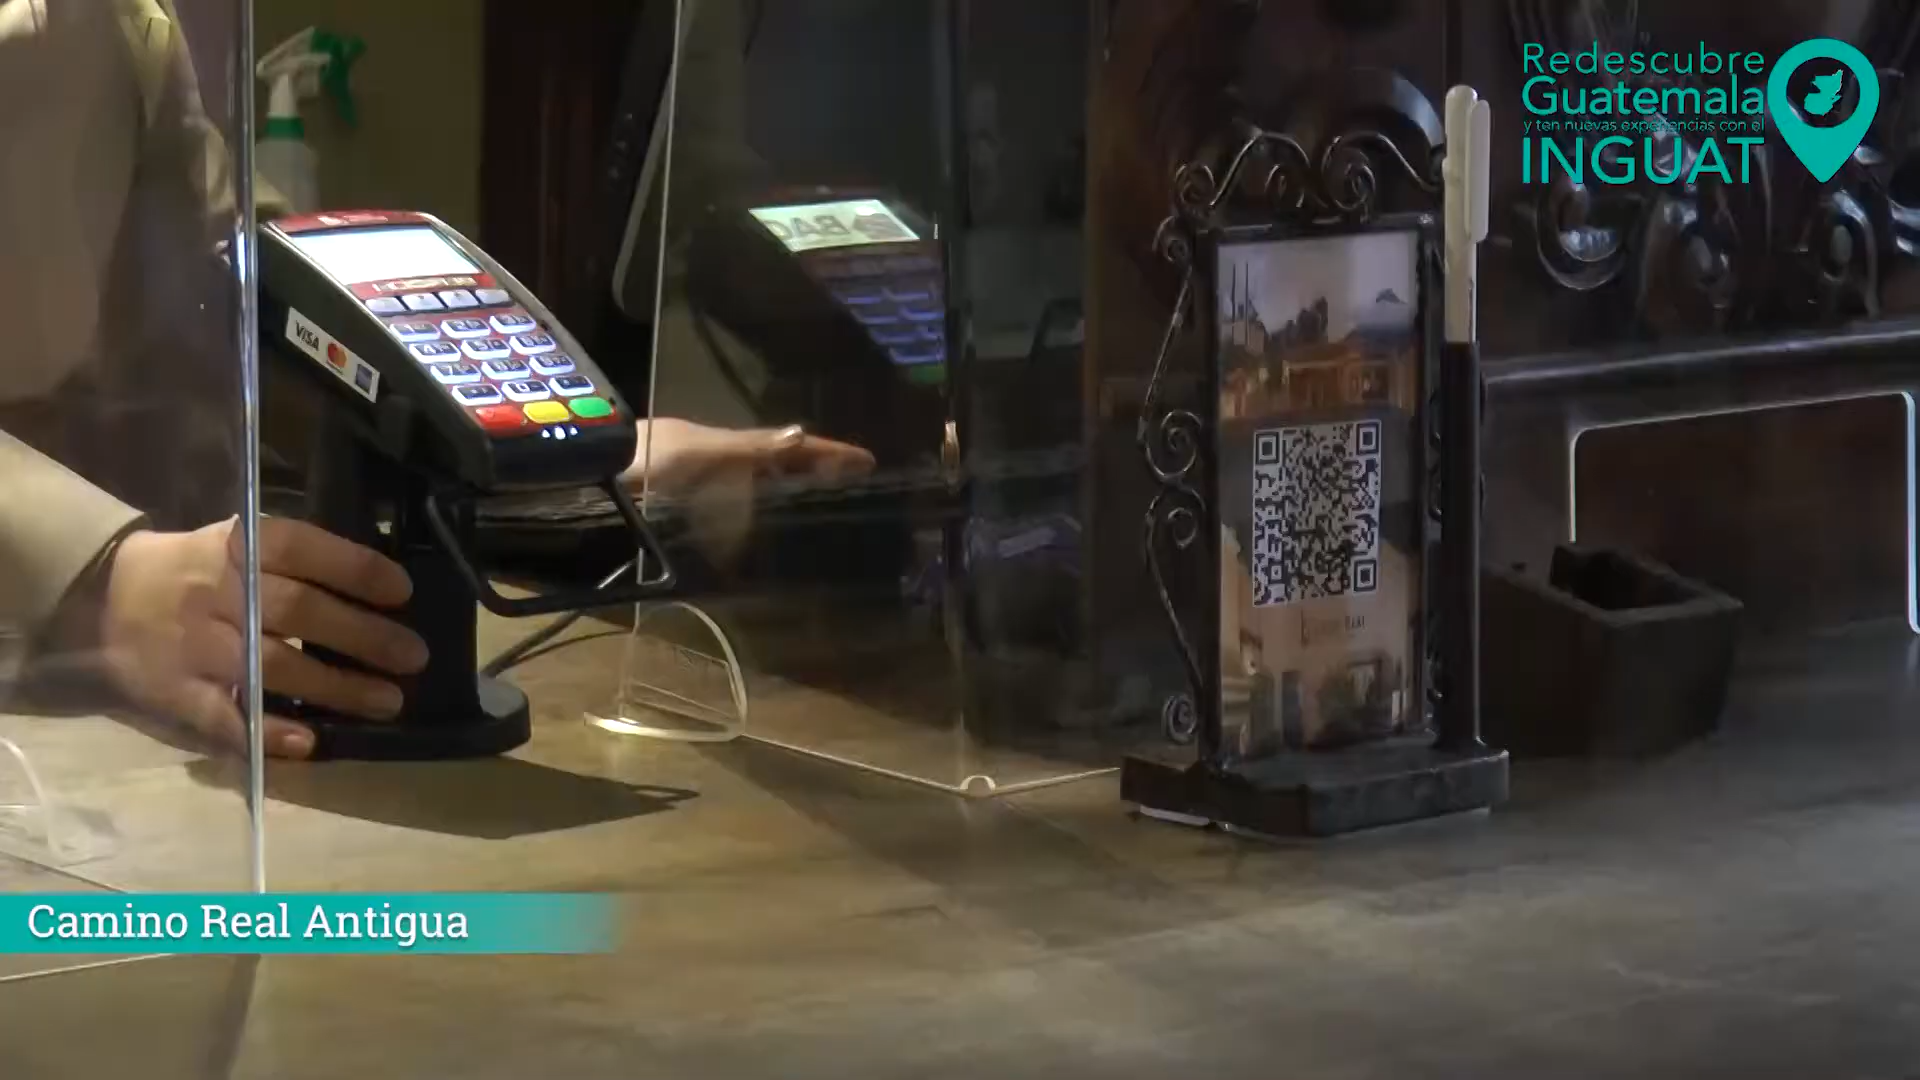 Redescubre
Guatemala
y ten nuevas experiencias con el
INGUAT
VISA
Camino Real Antigua